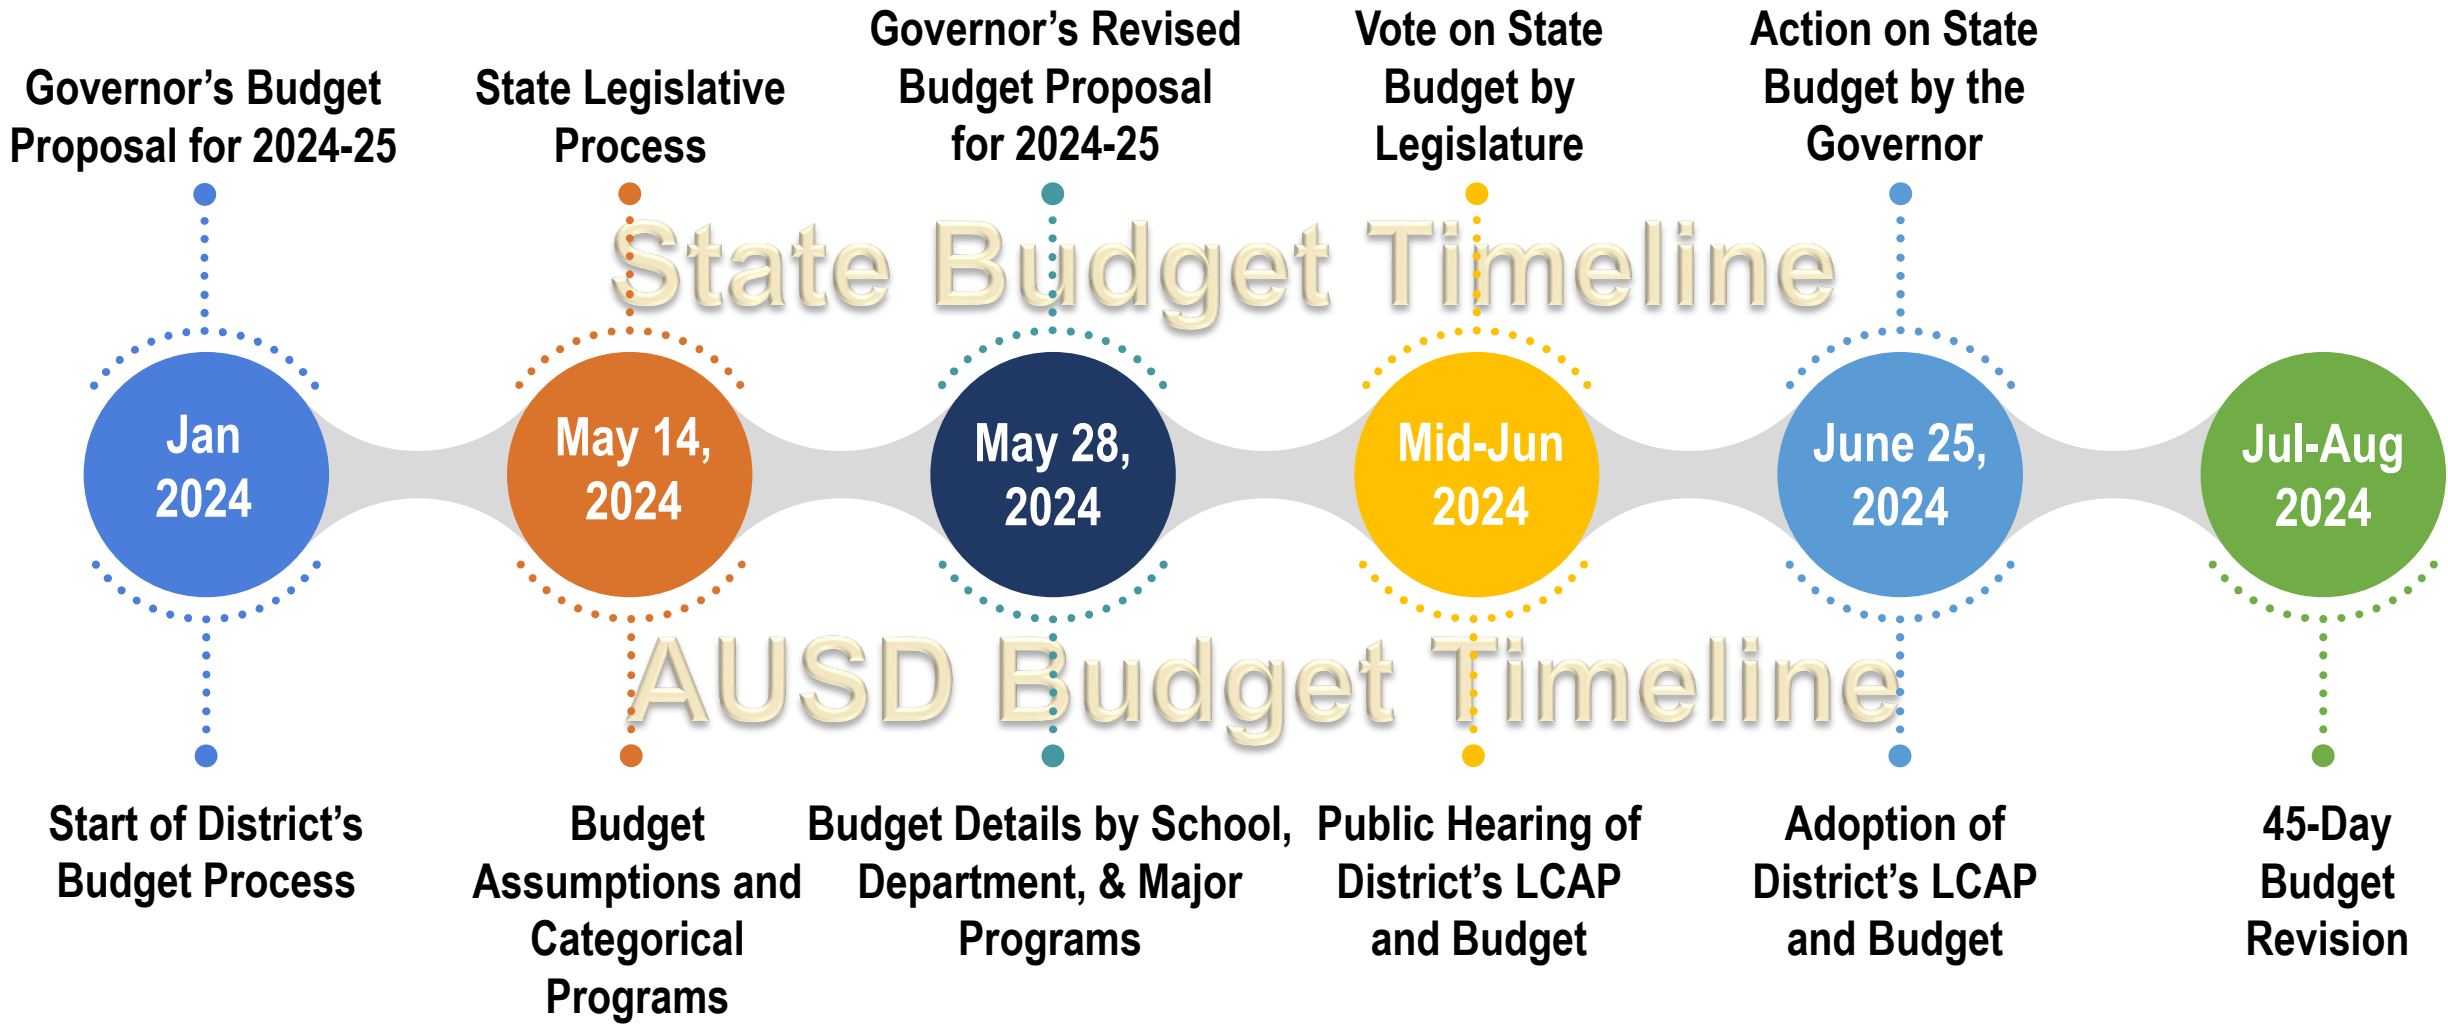 Governor’s Budget
Proposal for 2024-25
State Legislative
Process
Governor’s Revised
Budget Proposal
for 2024-25
Vote on State
Budget by
Legislature
Action on State
Budget by the
Governor
State Budget Timeline
Jan
2024
May 14,
2024
May 28,
2024
Mid-Jun
2024
June 25,
2024
Jul-Aug
2024
AUSD Budget Timeline
Start of District’s
Budget Process
Budget
Assumptions and
Categorical
Programs
Budget Details by School,
Department, & Major
Programs
Public Hearing of
District’s LCAP
and Budget
Adoption of
District’s LCAP
and Budget
45-Day
Budget
Revision